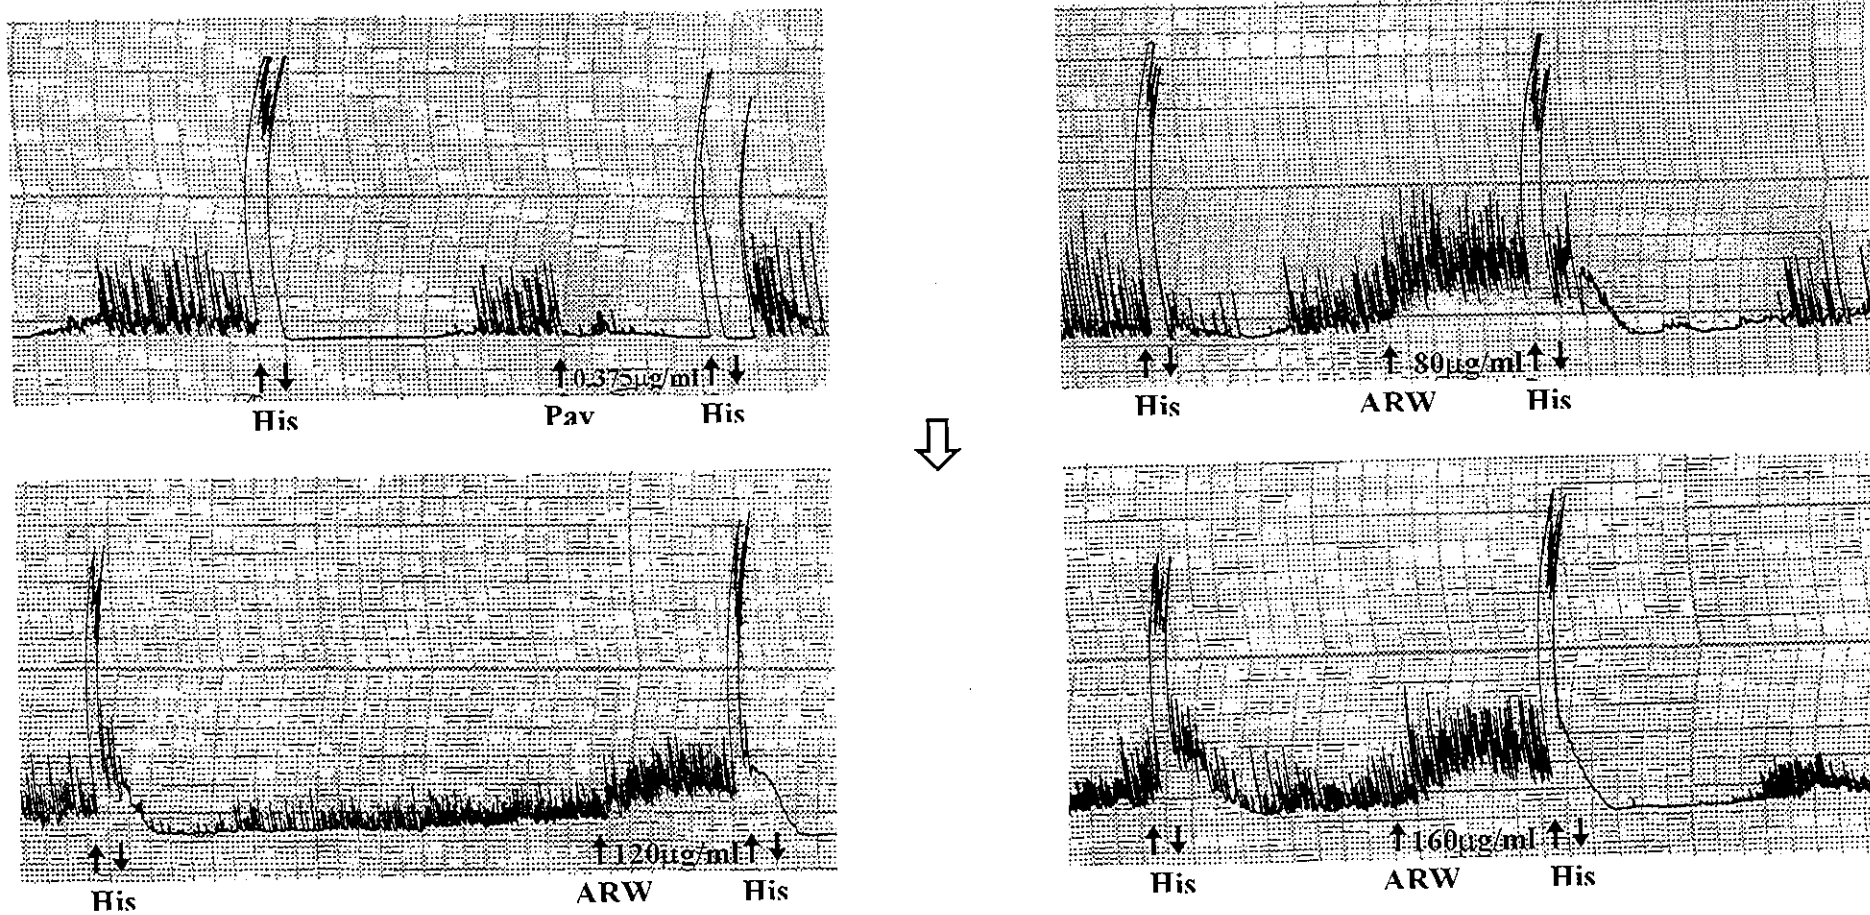 ↑ ↓ ↑ 0.375µg/ml ↑ ↓
His Pav His
↑ ↓ ↑ 80µg/ml ↑ ↓
His ARW His
↑ ↓ ↑ 120µg/ml ↑ ↓
His ARW His
↑ ↓ ↑ 160µg/ml ↑ ↓
His ARW His